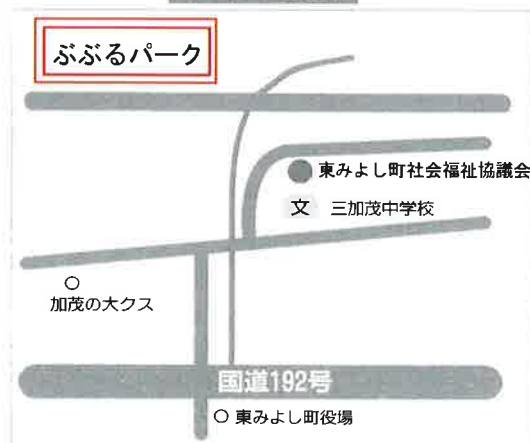 ぶぶるパーク
東みよし町社会福祉協議会
文 三加茂中学校
加茂の大クス
国道192号
東みよし町役場